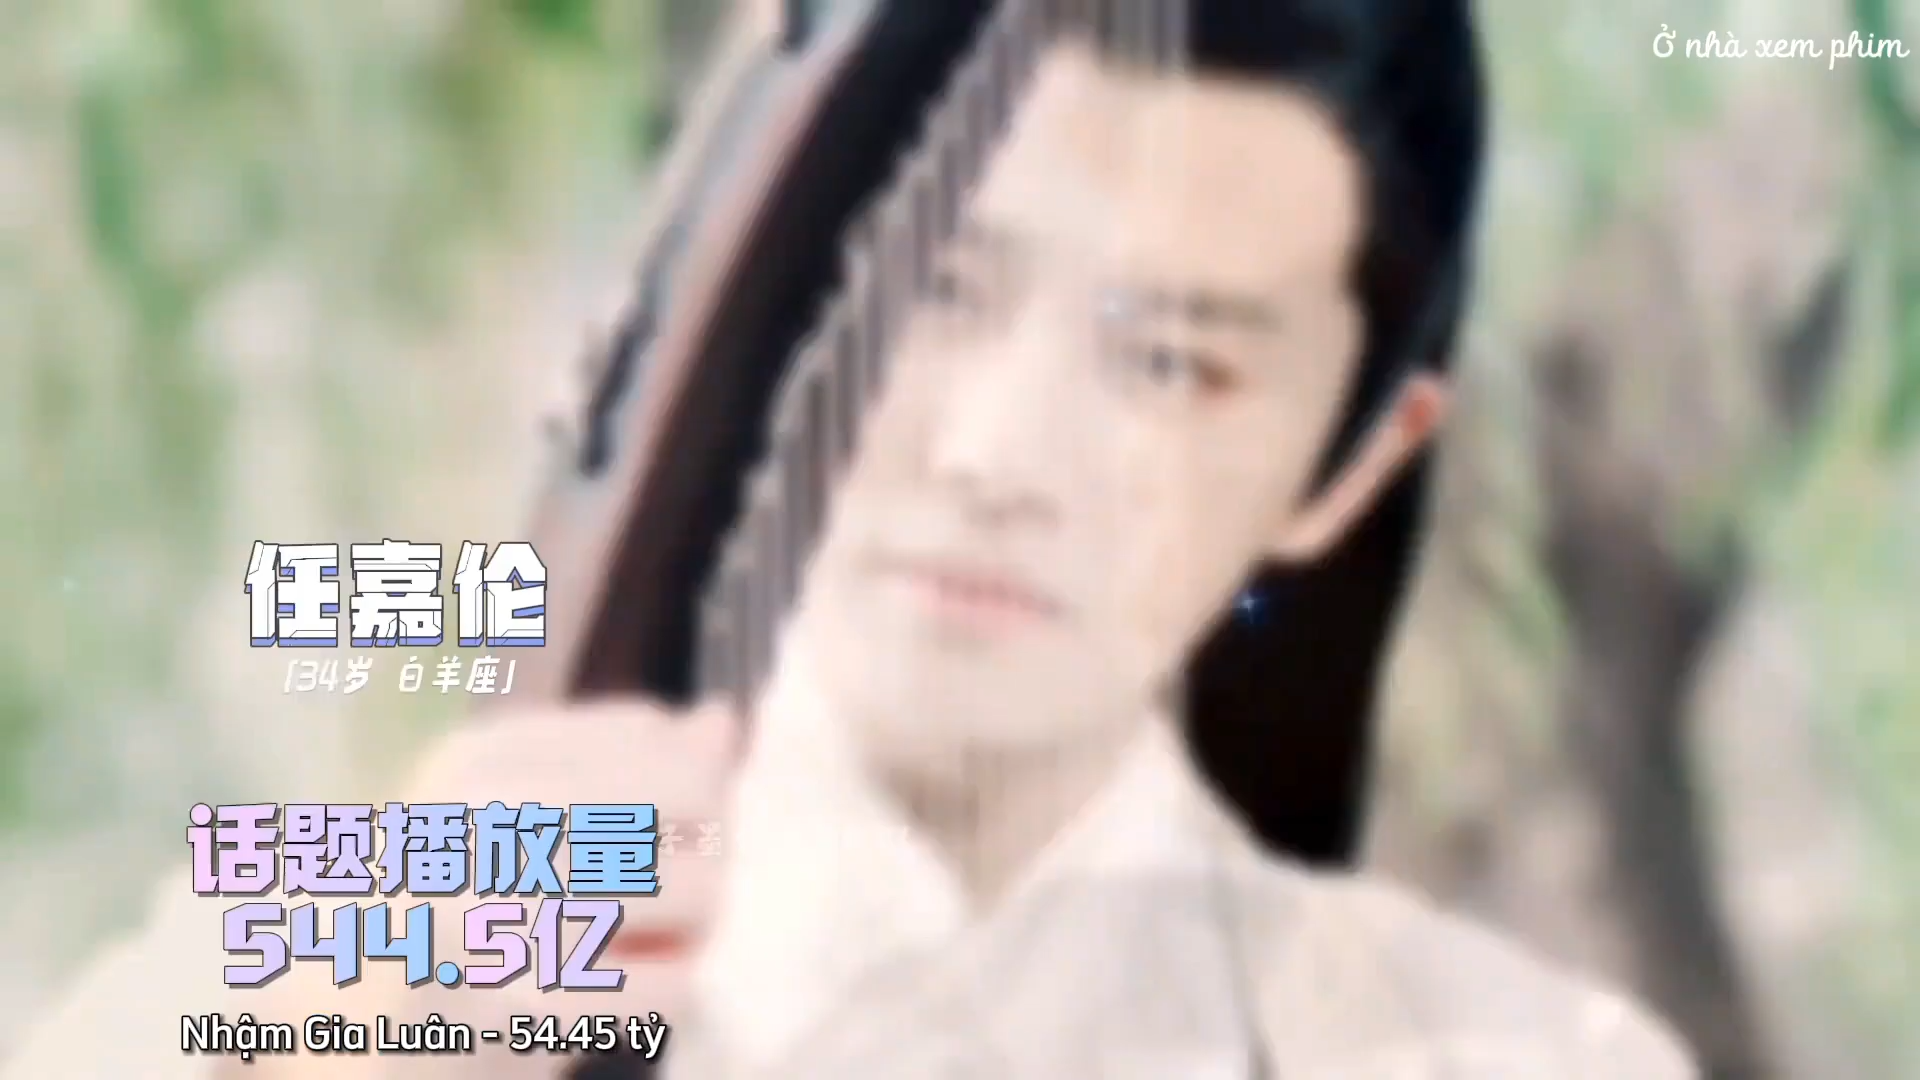 Ở nhà xem phim
任嘉伦
「34岁 白羊座」
话题播放量
544.5亿
Nhậm Gia Luân - 54.45 tỷ